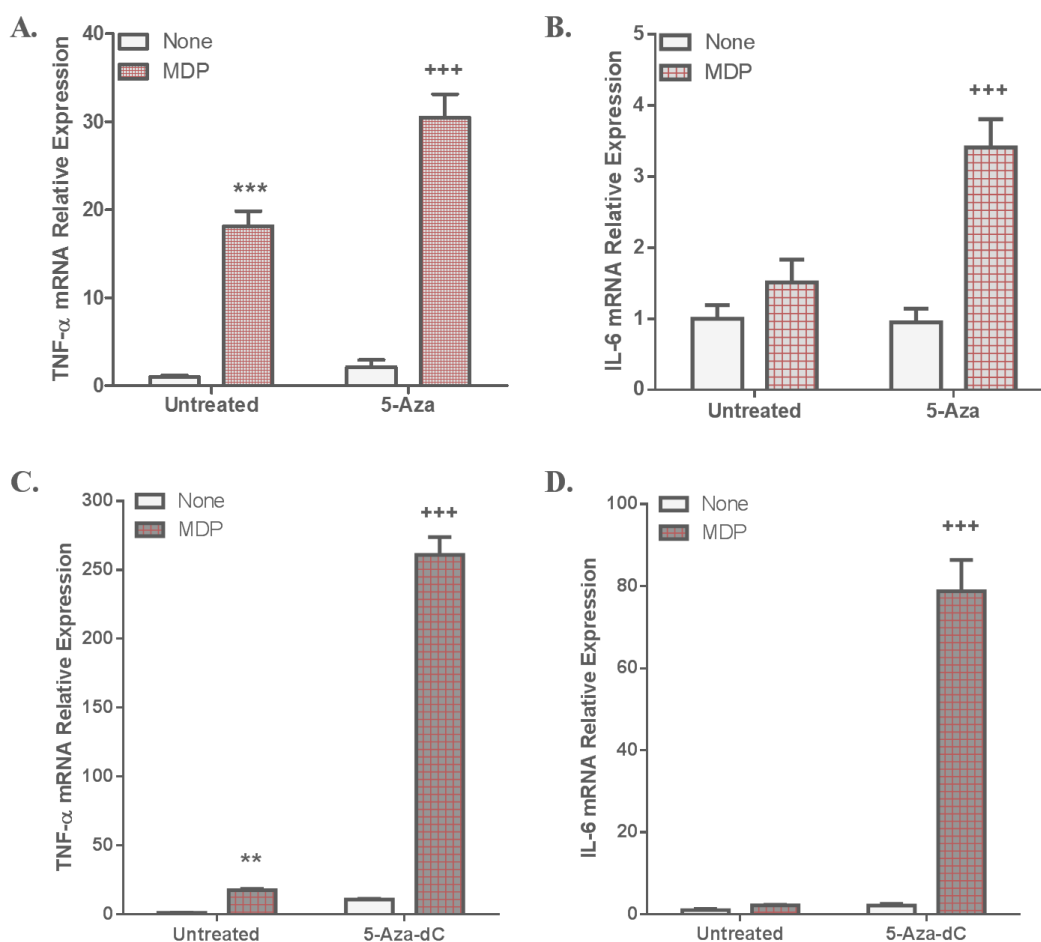 A.
TNF-α mRNA Relative Expression
40
30
20
10
0
None
MDP
***
+++
Untreated 5-Aza
B.
IL-6 mRNA Relative Expression
5
4
3
2
1
0
None
MDP
+++
Untreated 5-Aza
C.
TNF-α mRNA Relative Expression
300
250
200
150
100
50
0
None
MDP
**
+++
Untreated 5-Aza-dC
D.
IL-6 mRNA Relative Expression
100
80
60
40
20
0
None
MDP
+++
Untreated 5-Aza-dC